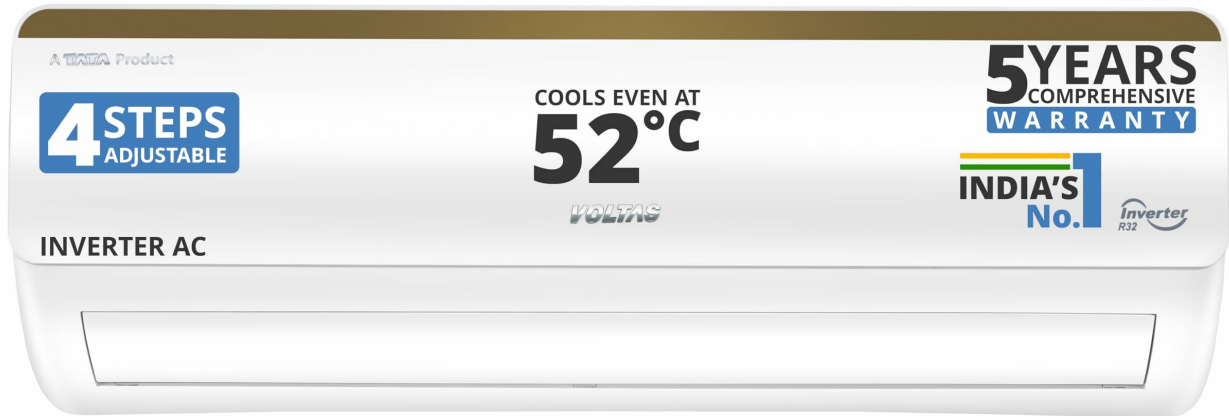 A TATA Product
4 STEPS
ADJUSTABLE
INVERTER AC
COOLS EVEN AT
52°C
VOLTAS
5 YEARS
COMPREHENSIVE
WARRANTY
INDIA'S
No. 1
Inverter
R32